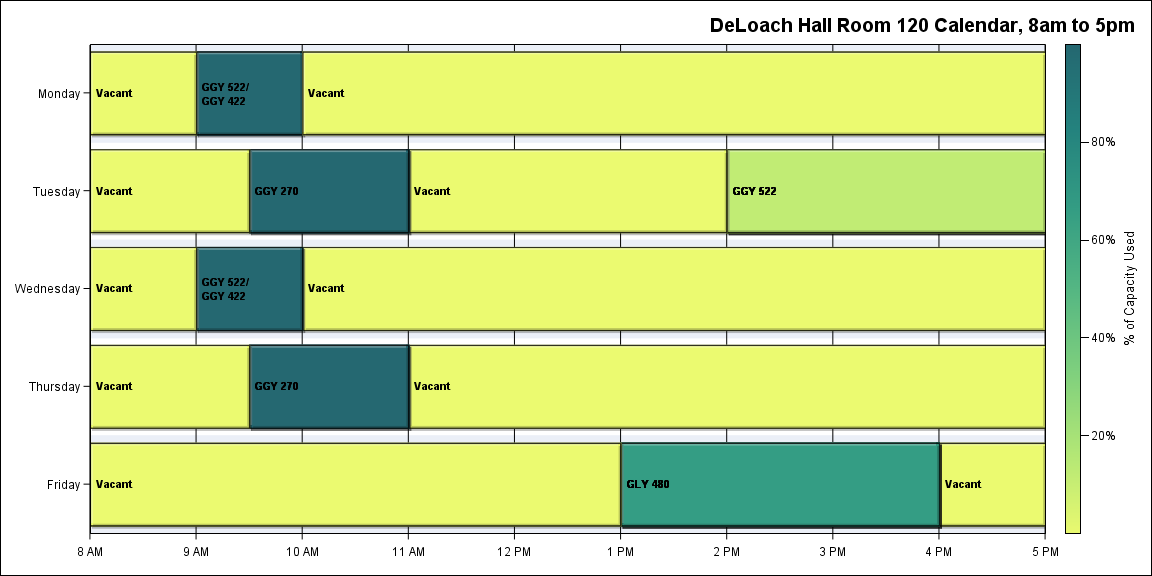 DeLoach Hall Room 120 Calendar, 8am to 5pm
Monday
Vacant
GGY 522/
GGY 422
Vacant
Tuesday
Vacant
GGY 270
Vacant
GGY 522
Wednesday
Vacant
GGY 522/
GGY 422
Vacant
Thursday
Vacant
GGY 270
Vacant
Friday
Vacant
GLY 480
Vacant
8 AM
9 AM
10 AM
11 AM
12 PM
1 PM
2 PM
3 PM
4 PM
5 PM
80%
60%
40%
20%
% of Capacity Used